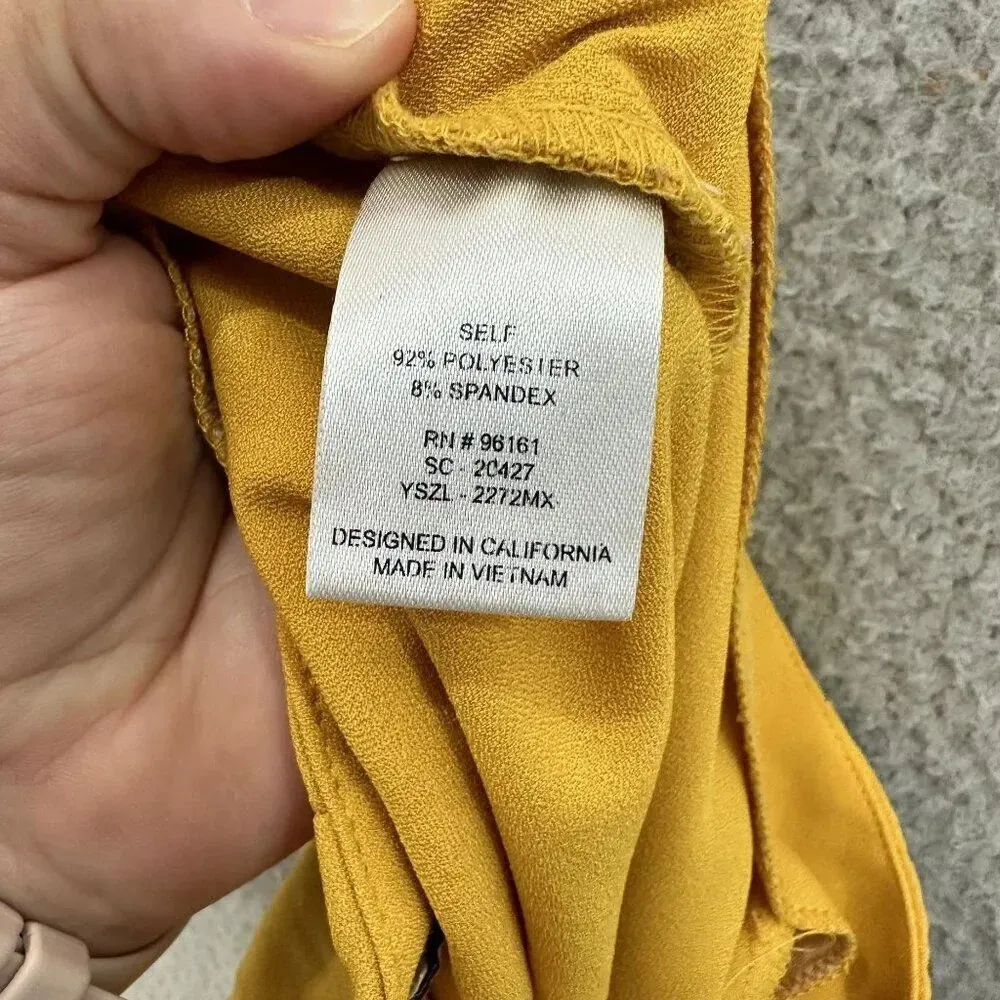 SELF
92% POLYESTER
8% SPANDEX
RN # 96161
SC - 20427
YSZL - 2272MX
DESIGNED IN CALIFORNIA
MADE IN VIETNAM